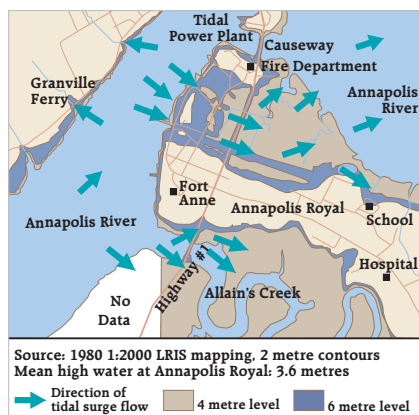 Tidal
Power Plant
Causeway
Fire Department
Granville
Ferry
Annapolis
River
Fort
Anne
Annapolis Royal
School
Annapolis River
Hospital
Highway #1
Allain's Creek
No
Data
Source: 1980 1:2000 LRIS mapping, 2 metre contours
Mean high water at Annapolis Royal: 3.6 metres
Direction of
tidal surge flow
4 metre level
6 metre level